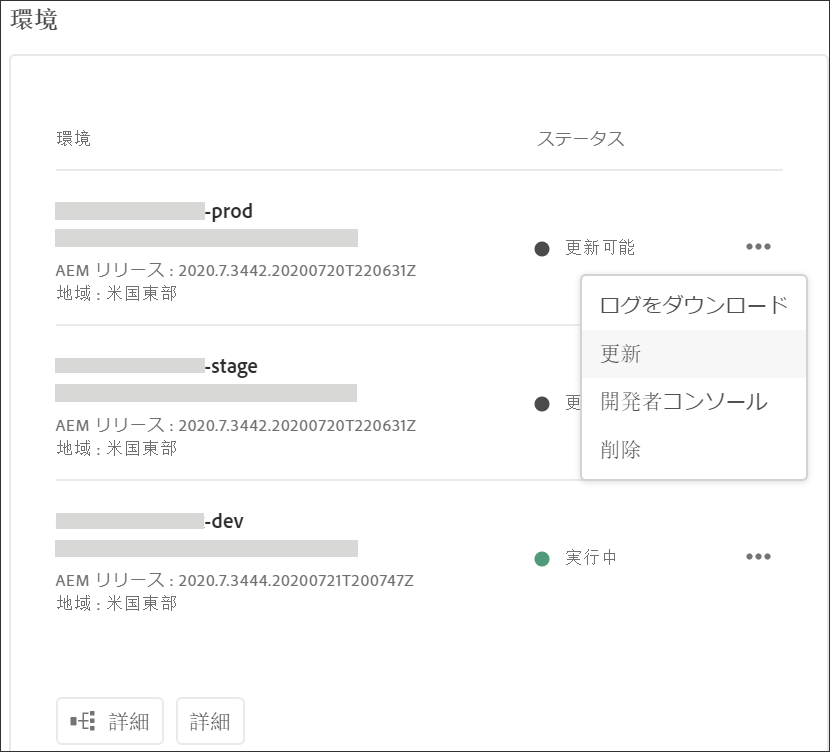 環境
環境 ステータス
-prod
更新可能 •••
AEM リリース : 2020.7.3442.20200720T220631Z
地域 : 米国東部
ログをダウンロード
更新
開発者コンソール
削除
-stage
更
AEM リリース : 2020.7.3442.20200720T220631Z
地域 : 米国東部
-dev
実行中 •••
AEM リリース : 2020.7.3444.20200721T200747Z
地域 : 米国東部
詳細 詳細